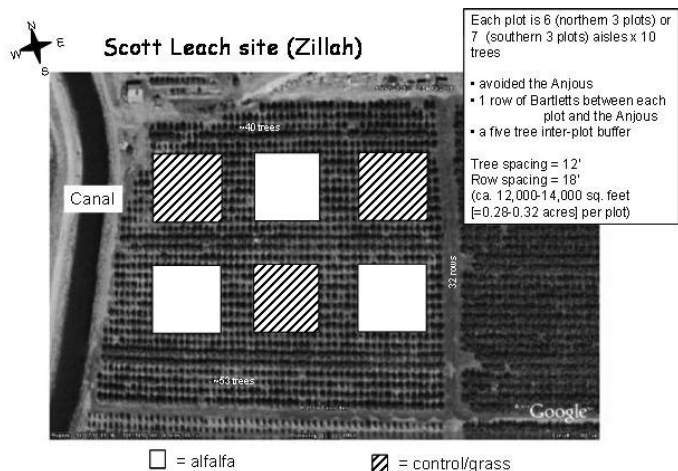 N
W E
S
Scott Leach site (Zillah)
Each plot is 6 (northern 3 plots) or
7 (southern 3 plots) aisles x 10
trees
• avoided the Anjous
• 1 row of Bartletts between each
plot and the Anjous
• a five tree inter-plot buffer
Tree spacing = 12'
Row spacing = 18'
(ca. 12,000-14,000 sq. feet
[=0.28-0.32 acres] per plot)
~40 trees
Canal
32 rows
~53 trees
Google
= alfalfa
= control/grass